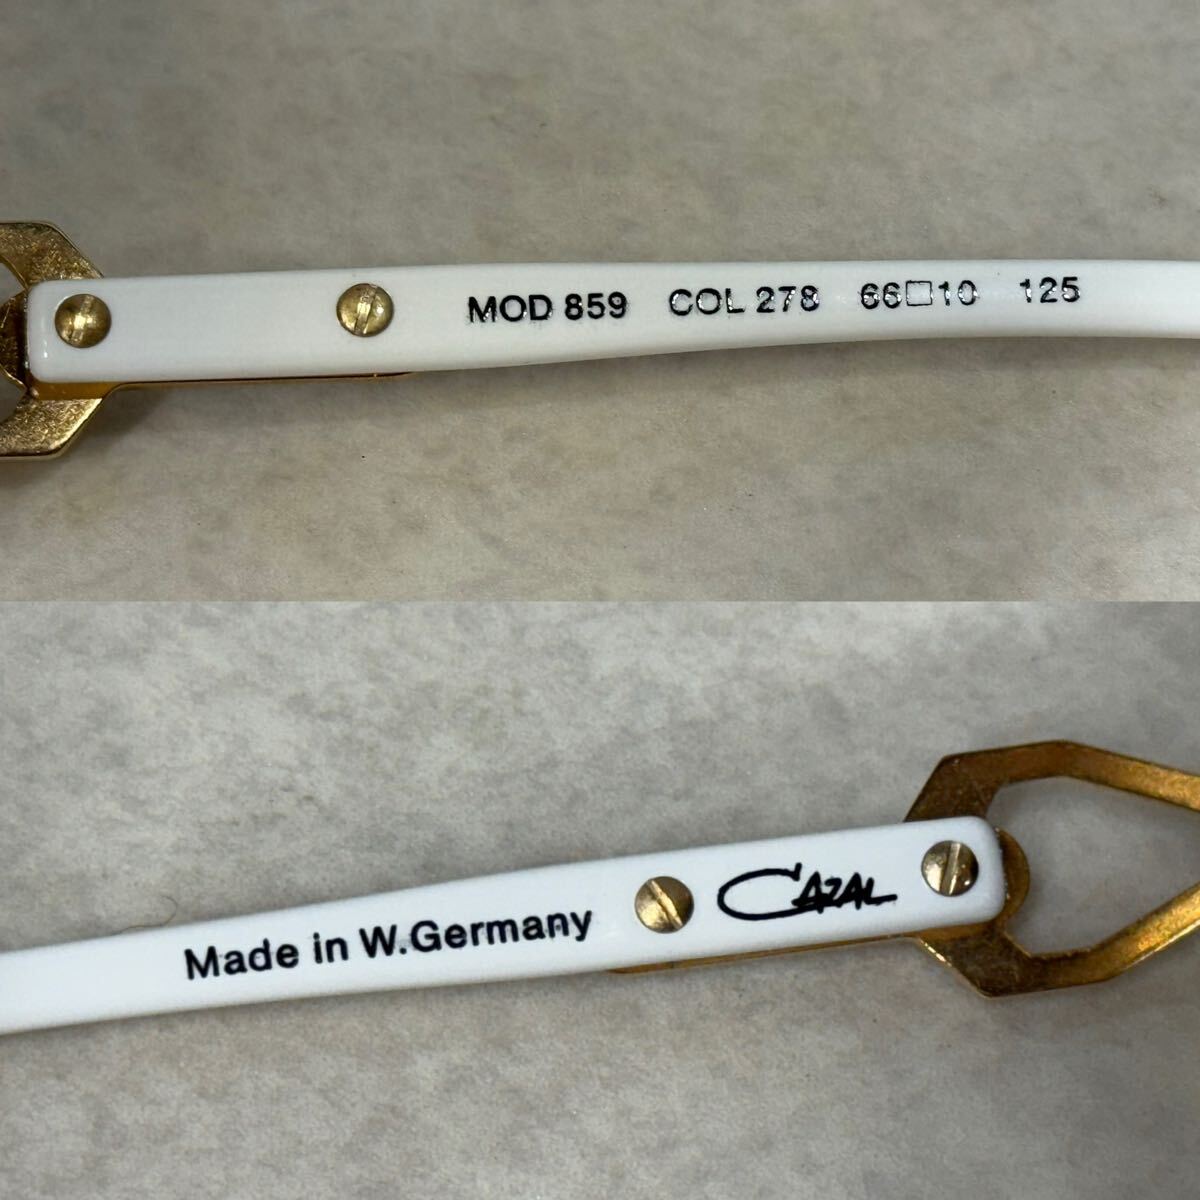 MOD 859 COL 278 66□10 125
Made in W.Germany CAZAL